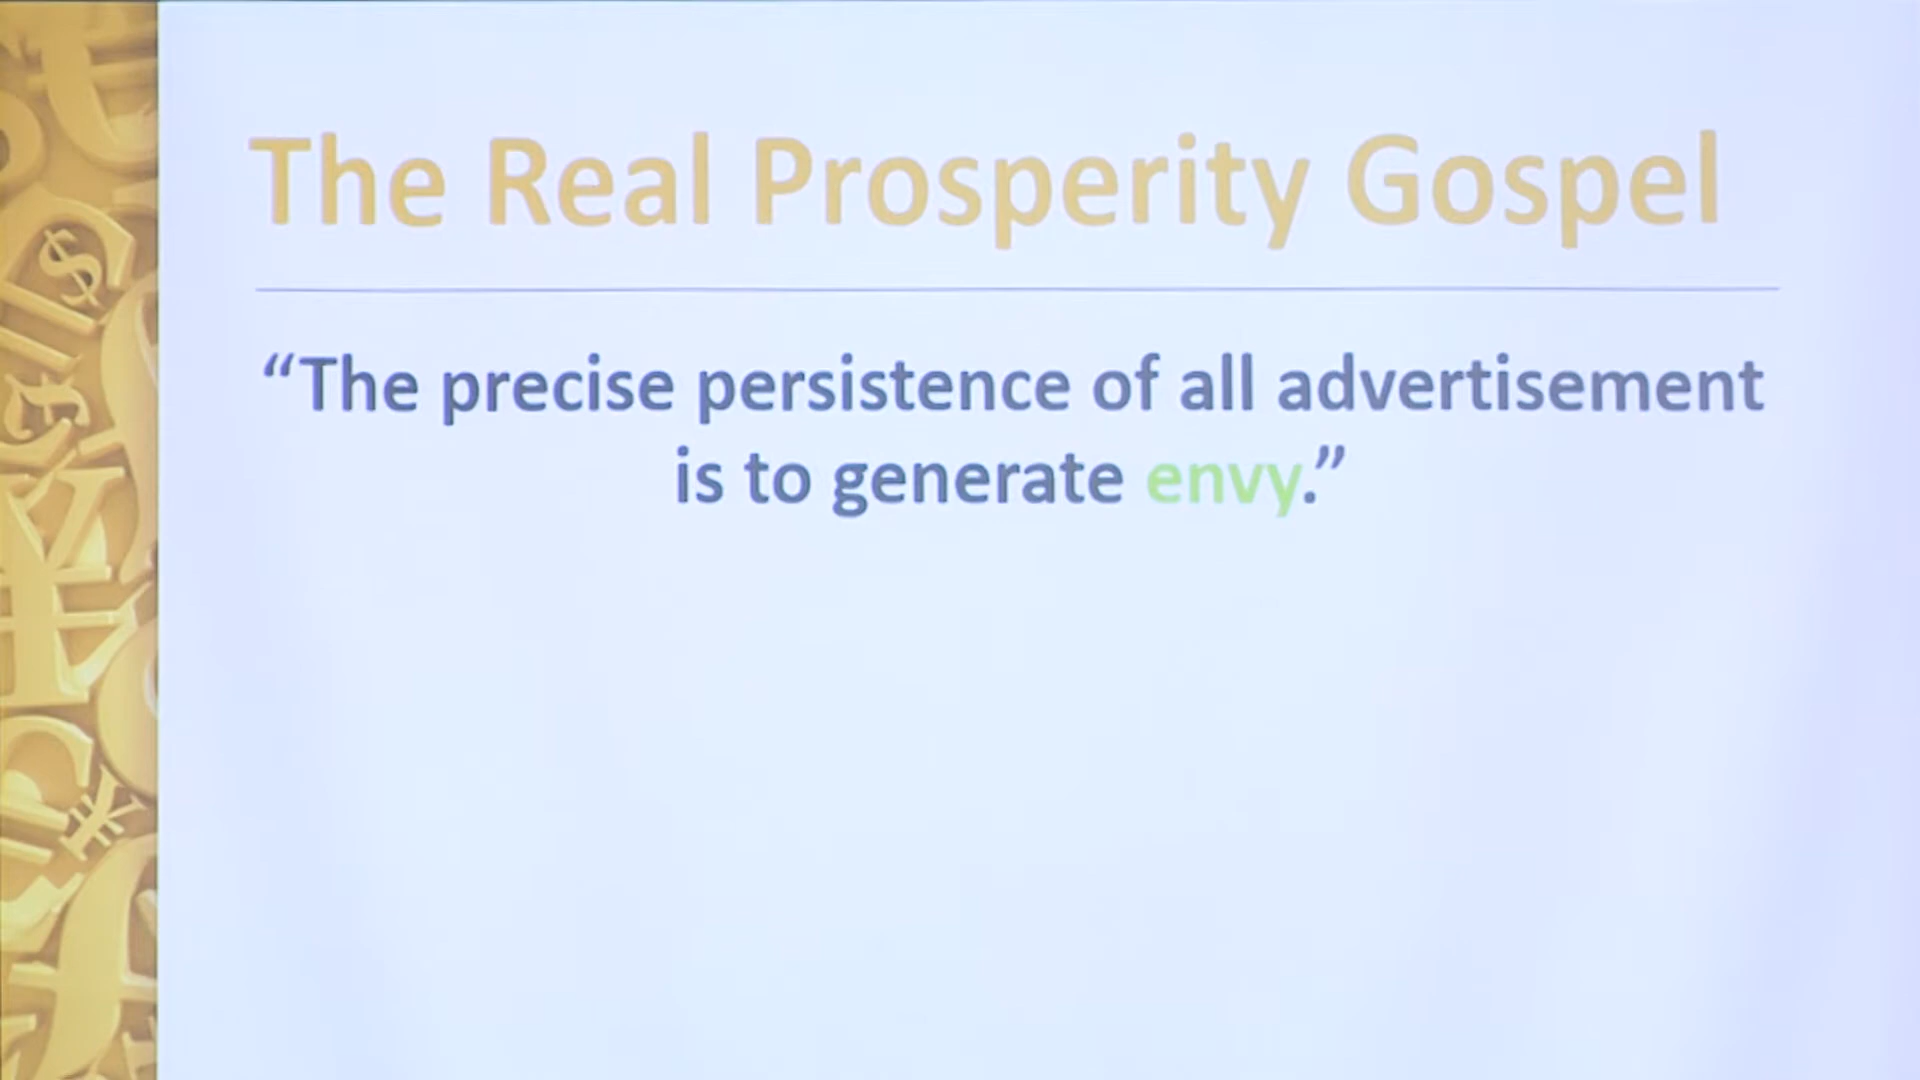 The Real Prosperity Gospel
“The precise persistence of all advertisement
is to generate envy.”